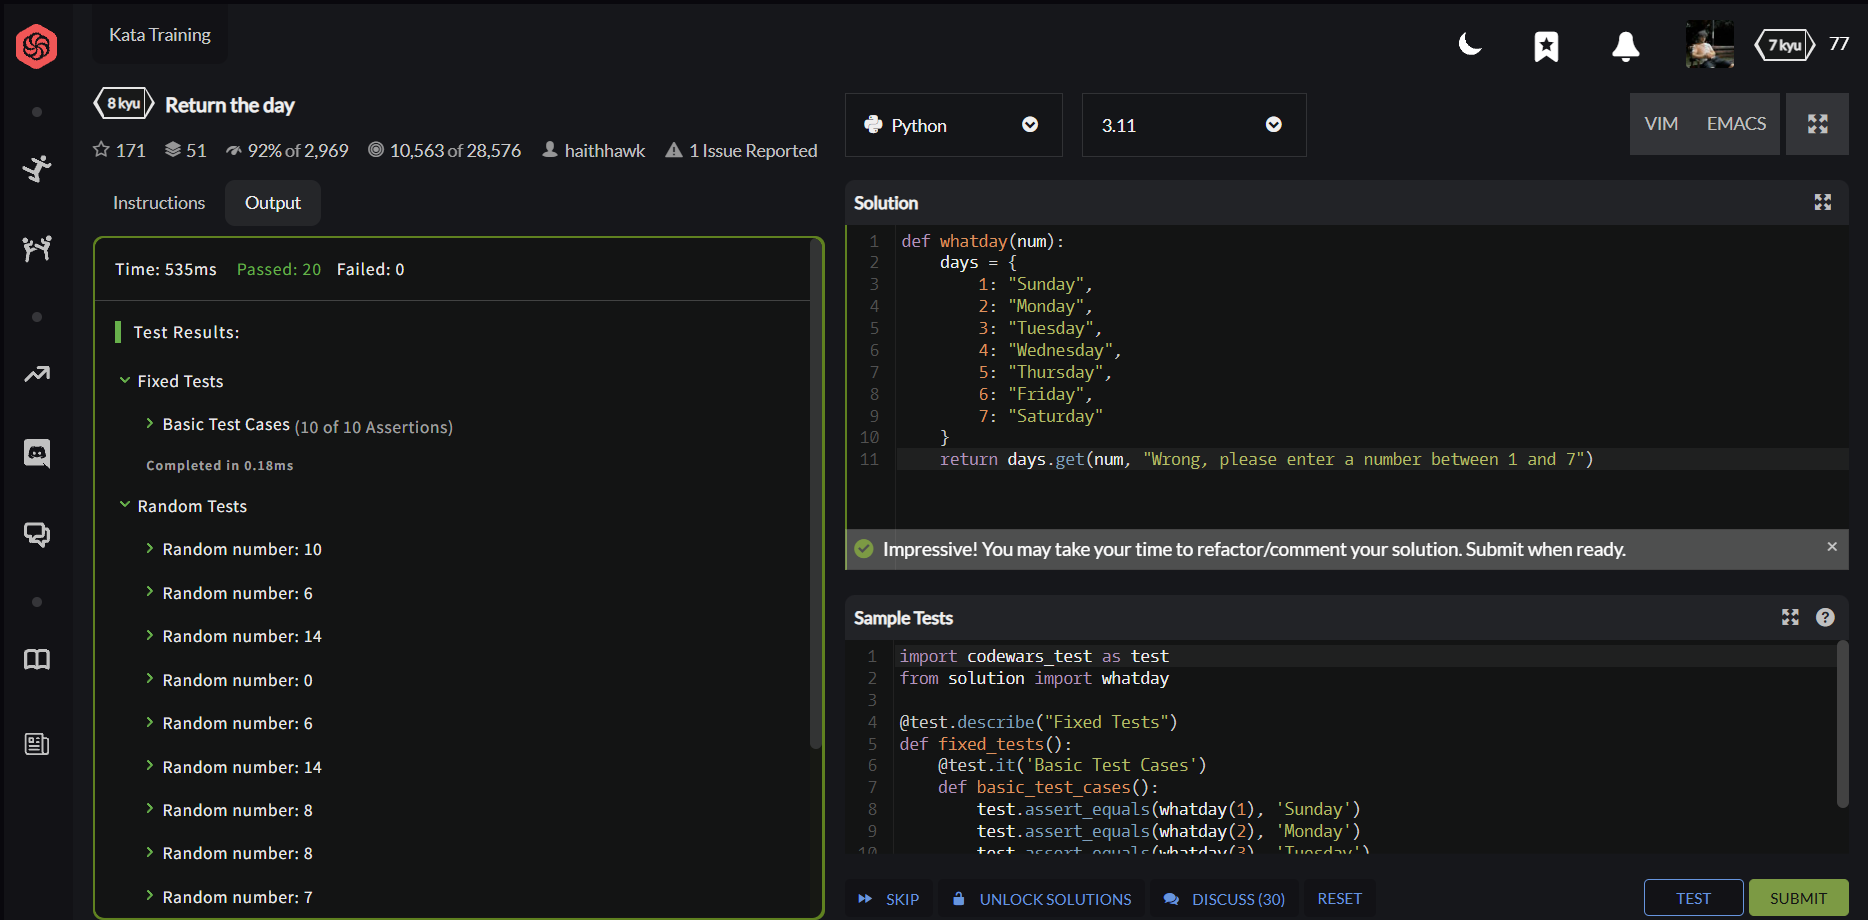 Kata Training
7 kyu 77
8 kyu Return the day
171 51 92% of 2,969 10,563 of 28,576 haithhawk 1 Issue Reported
Instructions Output
Time: 535ms Passed: 20 Failed: 0
Test Results:
Fixed Tests
Basic Test Cases (10 of 10 Assertions)
Completed in 0.18ms
Random Tests
Random number: 10
Random number: 6
Random number: 14
Random number: 0
Random number: 6
Random number: 14
Random number: 8
Random number: 8
Random number: 7
Python 3.11 VIM EMACS
Solution
1 def whatday(num):
2 days = {
3 1: "Sunday",
4 2: "Monday",
5 3: "Tuesday",
6 4: "Wednesday",
7 5: "Thursday",
8 6: "Friday",
9 7: "Saturday"
10 }
11 return days.get(num, "Wrong, please enter a number between 1 and 7")
Impressive! You may take your time to refactor/comment your solution. Submit when ready. ×
Sample Tests ?
1 import codewars_test as test
2 from solution import whatday
3
4 @test.describe("Fixed Tests")
5 def fixed_tests():
6 @test.it('Basic Test Cases')
7 def basic_test_cases():
8 test.assert_equals(whatday(1), 'Sunday')
9 test.assert_equals(whatday(2), 'Monday')
10 test.assert_equals(whatday(3), 'Tuesday')
SKIP UNLOCK SOLUTIONS DISCUSS (30) RESET TEST SUBMIT